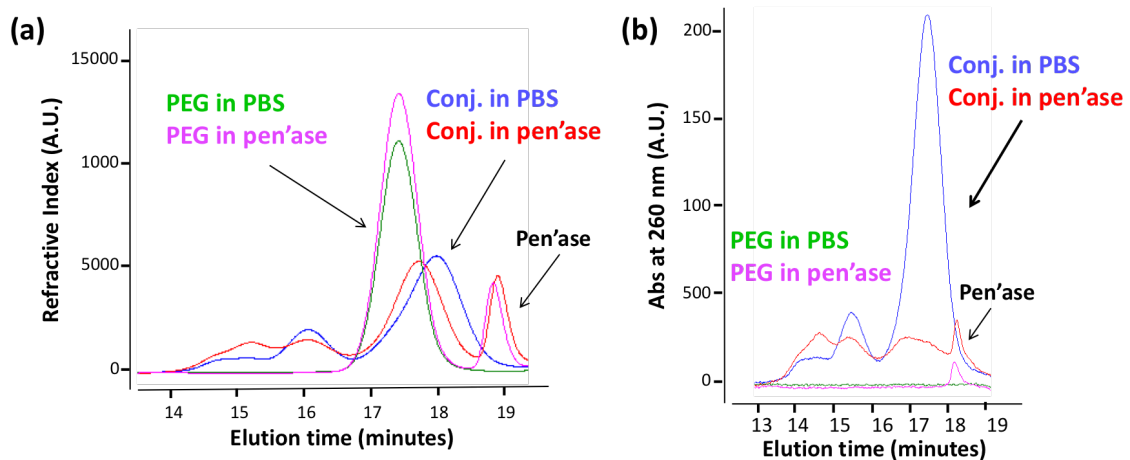 (a)
Refractive Index (A.U.)
15000
1000
5000
0
PEG in PBS
PEG in pen'ase
Conj. in PBS
Conj. in pen'ase
Pen'ase
14 15 16 17 18 19
Elution time (minutes)
(b)
Abs at 260 nm (A.U.)
200
150
200
500
0
Conj. in PBS
Conj. in pen'ase
PEG in PBS
PEG in pen'ase
Pen'ase
13 14 15 16 17 18 19
Elution time (minutes)